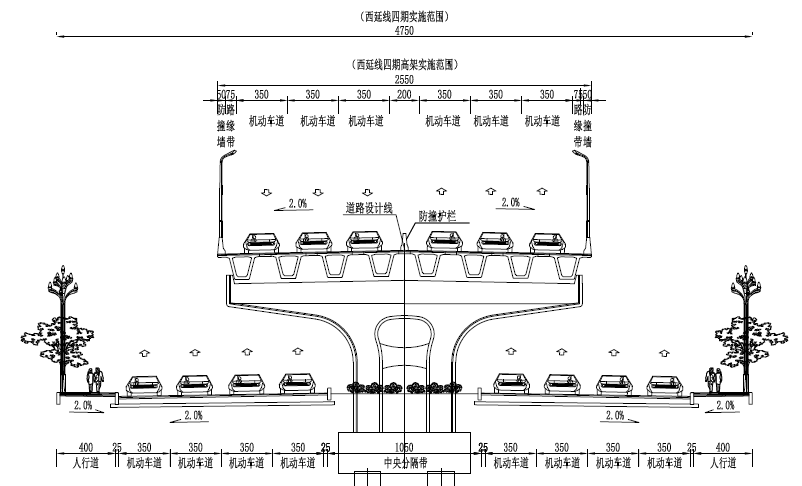 （西延线四期实施范围）
4750
（西延线四期高架实施范围）
2550
50 75 350 350 350 200 350 350 350 75 50
防撞墙 路缘带 机动车道 机动车道 机动车道 机动车道 机动车道 机动车道 路缘带 防撞墙
2.0% 2.0%
道路设计线
防撞护栏
2.0% 2.0%
2.0% 2.0%
400 25 350 350 350 350 25 1050 25 350 350 350 350 25 400
人行道 机动车道 机动车道 机动车道 机动车道 中央分隔带 机动车道 机动车道 机动车道 机动车道 人行道